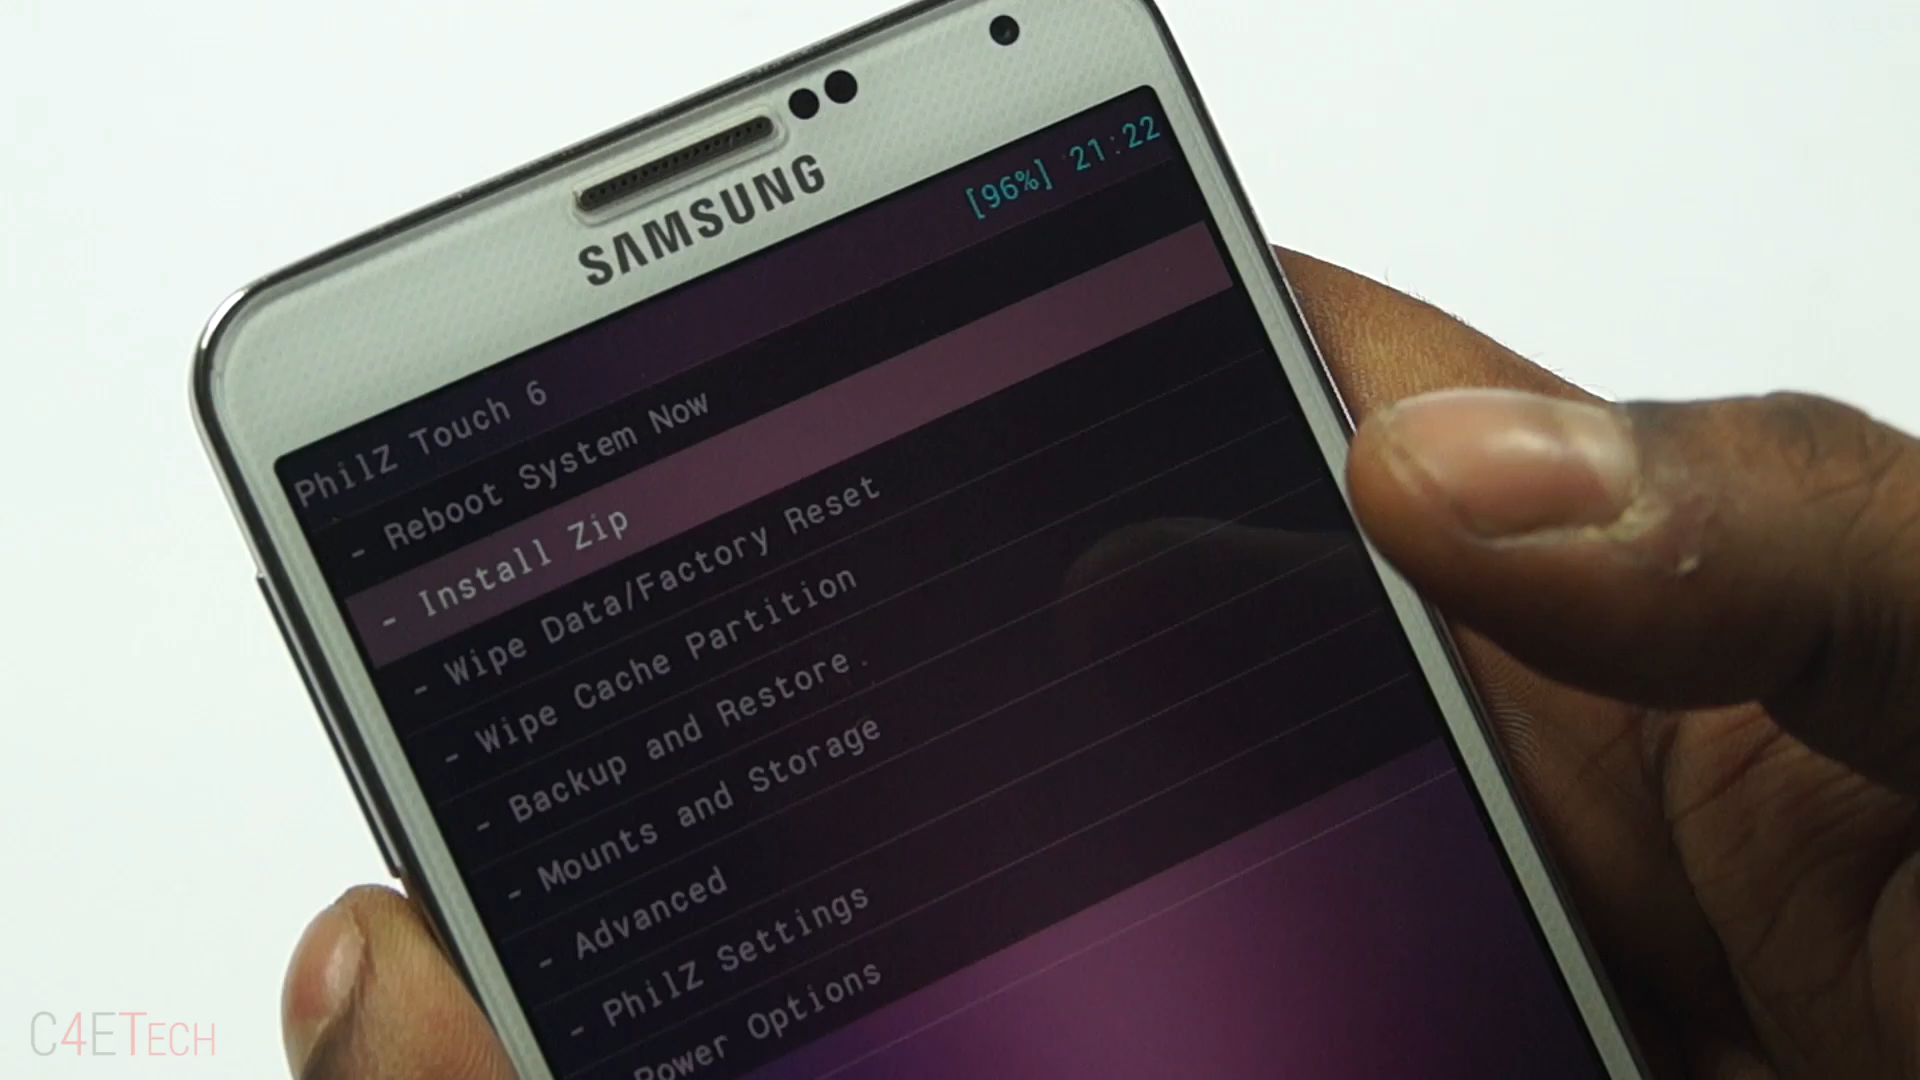 SAMSUNG
[96%] 21:22
PhilZ Touch 6
- Reboot System Now
- Install Zip
- Wipe Data/Factory Reset
- Wipe Cache Partition
- Backup and Restore
- Mounts and Storage
- Advanced
- PhilZ Settings
Power Options
C4ETECH